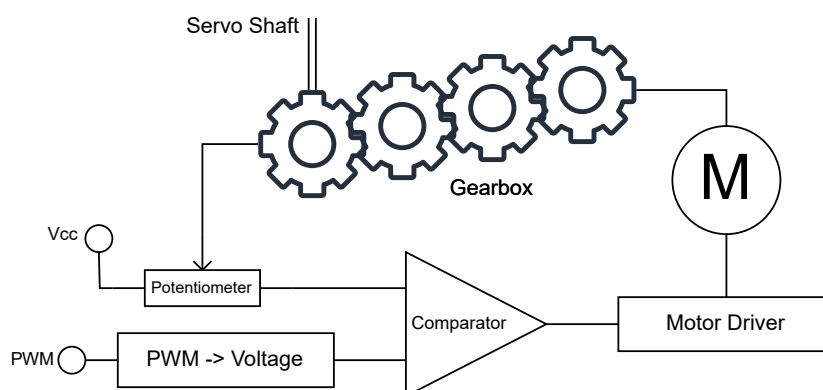 Servo Shaft
Gearbox
M
Vcc
Potentiometer
Comparator
Motor Driver
PWM
PWM -> Voltage